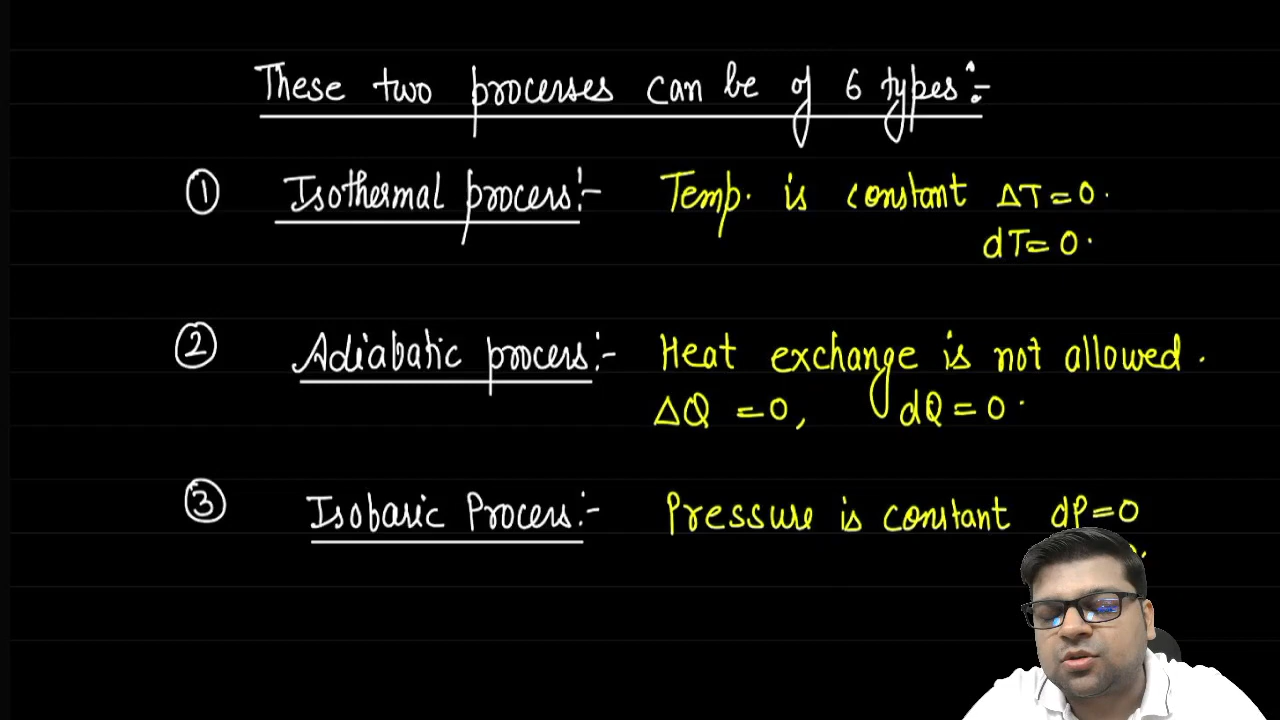 These two processes can be of 6 types:-
① Isothermal process:- Temp. is constant ΔT=0.
dT=0.
② Adiabatic process:- Heat exchange is not allowed.
ΔQ =0, dQ=0.
③ Isobaric Process:- Pressure is constant dP=0